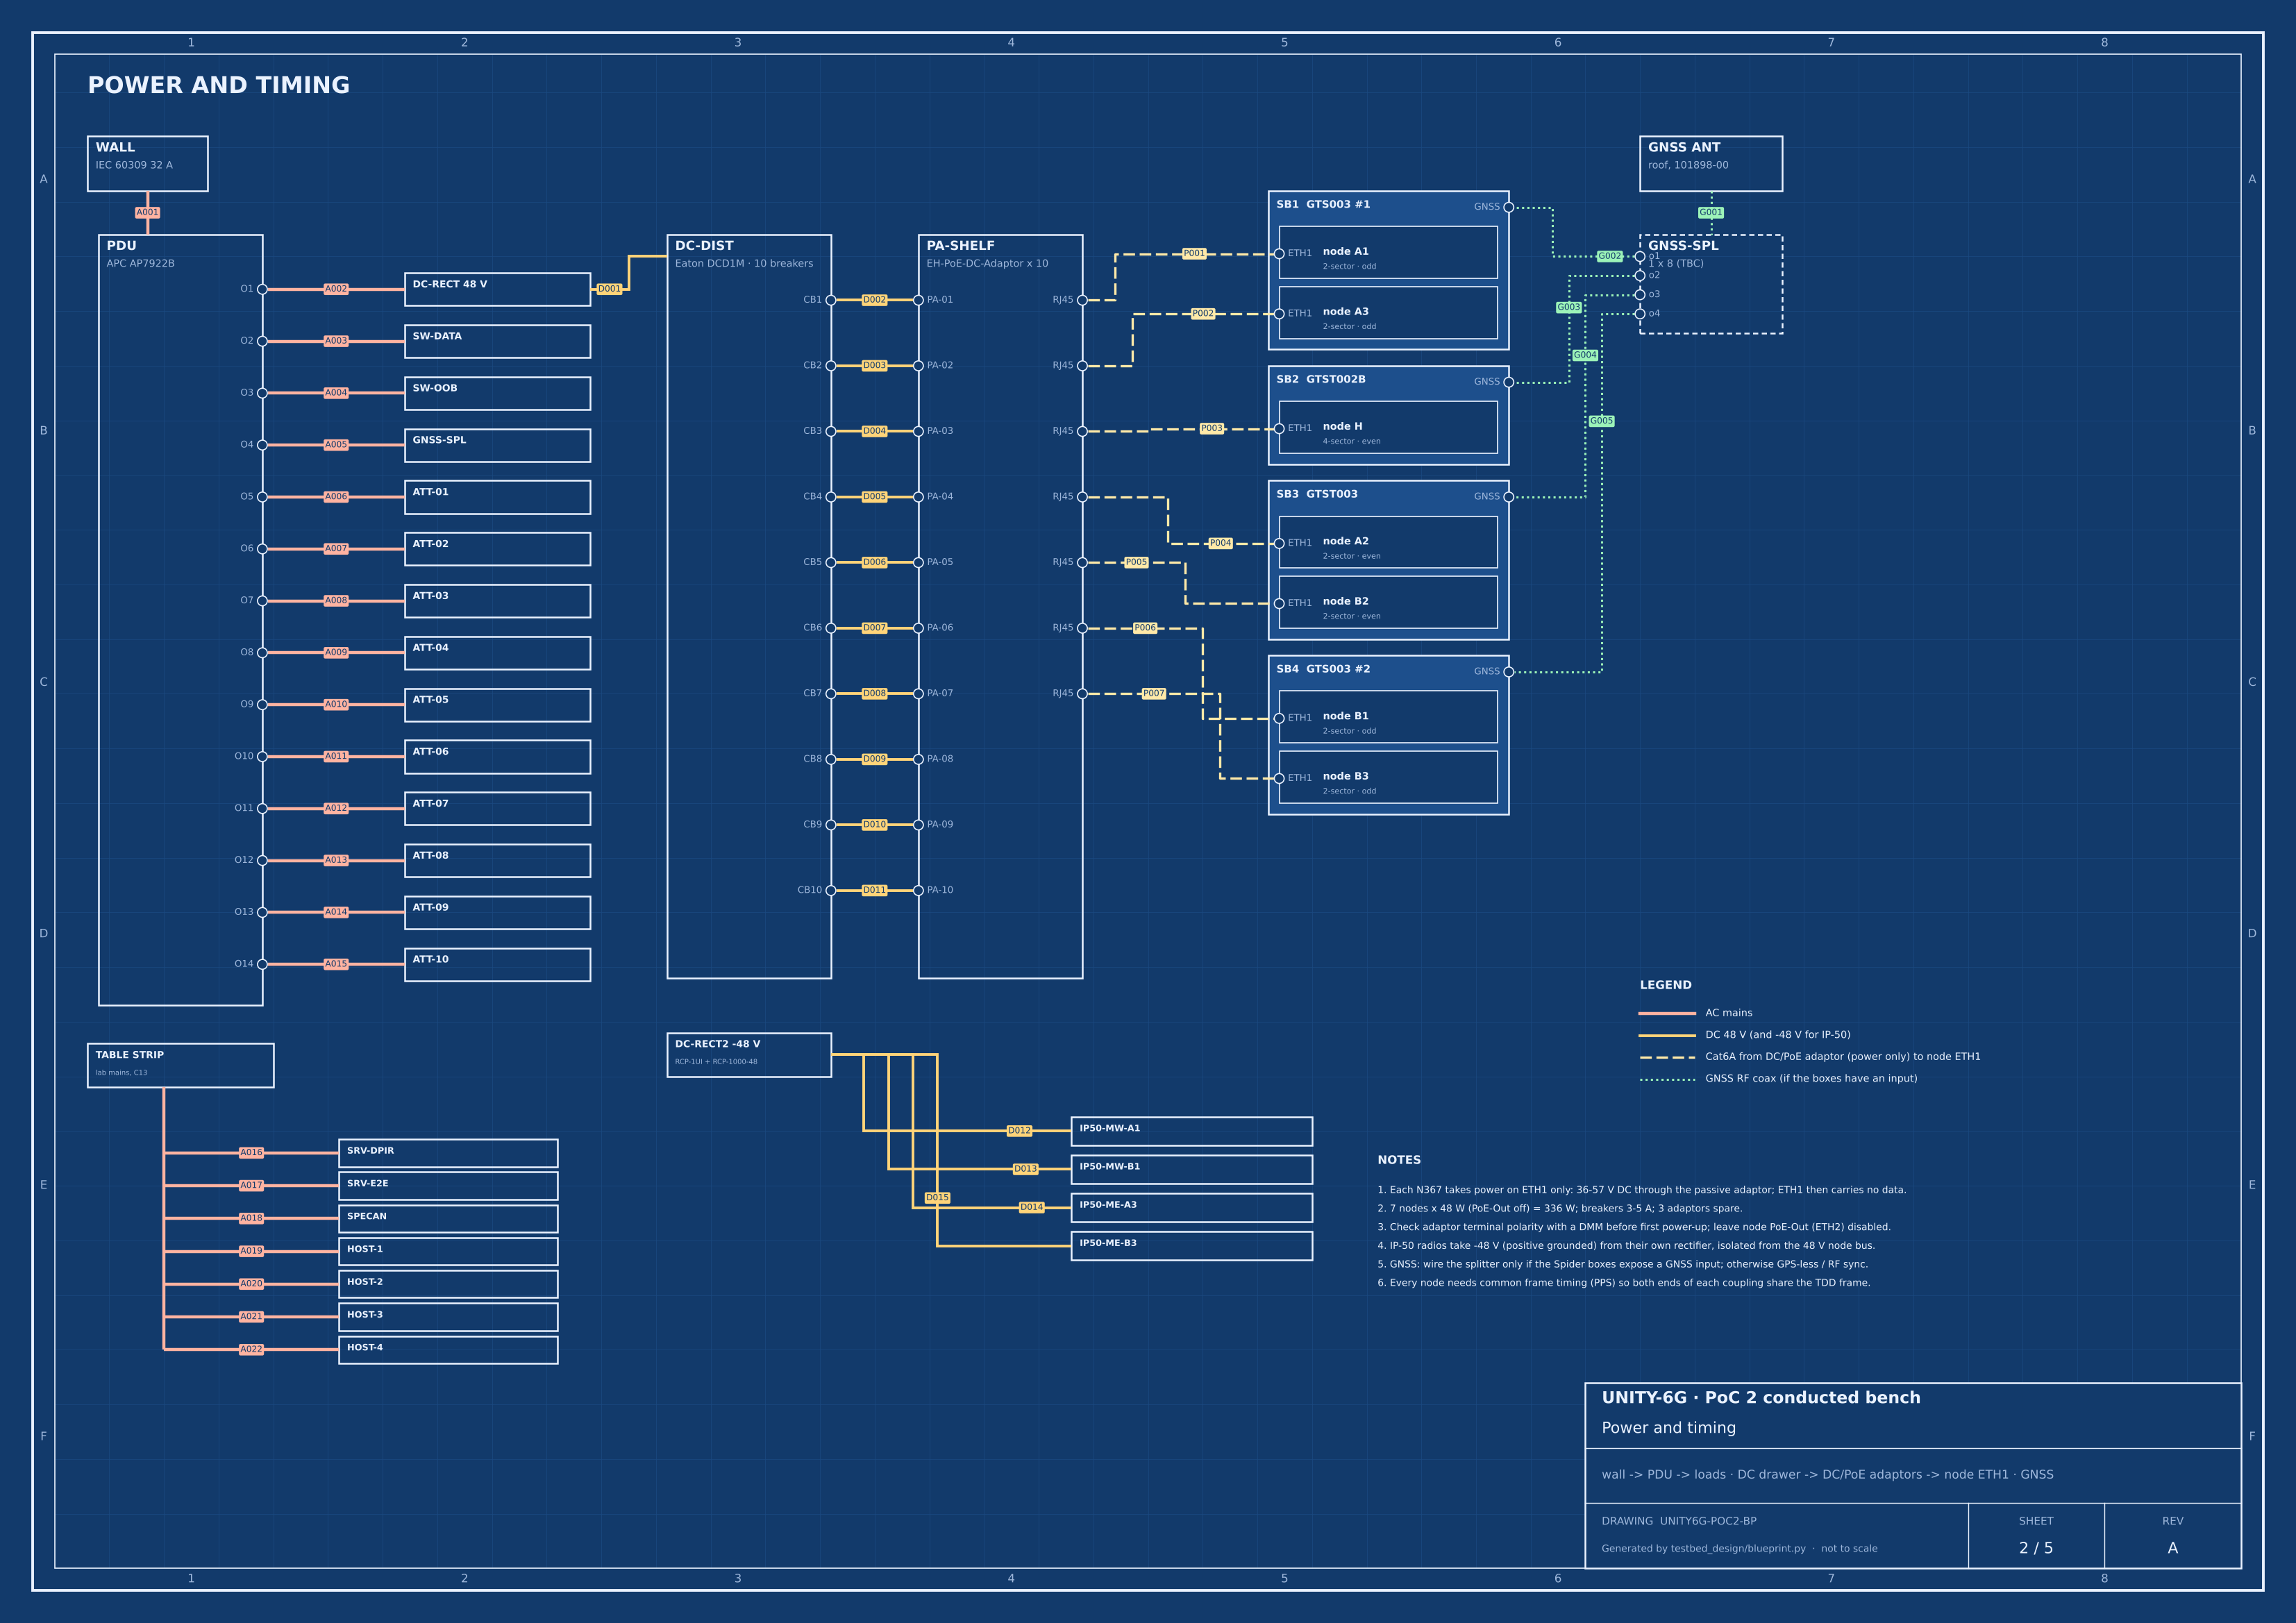 1 2 3 4 5 6 7 8
POWER AND TIMING
WALL
IEC 60309 32 A
A001
PDU
APC AP7922B
O1 A002 DC-RECT 48 V D001
O2 A003 SW-DATA
O3 A004 SW-OOB
O4 A005 GNSS-SPL
O5 A006 ATT-01
O6 A007 ATT-02
O7 A008 ATT-03
O8 A009 ATT-04
O9 A010 ATT-05
O10 A011 ATT-06
O11 A012 ATT-07
O12 A013 ATT-08
O13 A014 ATT-09
O14 A015 ATT-10
DC-DIST
Eaton DCD1M · 10 breakers
PA-SHELF
EH-PoE-DC-Adaptor x 10
CB1 D002 PA-01 RJ45 P001
CB2 D003 PA-02 RJ45 P002
CB3 D004 PA-03 RJ45 P003
CB4 D005 PA-04 RJ45 P004
CB5 D006 PA-05 RJ45 P005
CB6 D007 PA-06 RJ45 P006
CB7 D008 PA-07 RJ45 P007
CB8 D009 PA-08
CB9 D010 PA-09
CB10 D011 PA-10
SB1 GTS003 #1 GNSS
ETH1 node A1
2-sector · odd
ETH1 node A3
2-sector · odd
SB2 GTST002B GNSS
ETH1 node H
4-sector · even
SB3 GTST003 GNSS
ETH1 node A2
2-sector · even
ETH1 node B2
2-sector · even
SB4 GTS003 #2 GNSS
ETH1 node B1
2-sector · odd
ETH1 node B3
2-sector · odd
GNSS ANT
roof, 101898-00
G001
GNSS-SPL
1 x 8 (TBC)
G002 o1
G003 o2
G004 o3
G005 o4
TABLE STRIP
lab mains, C13
A016 SRV-DPIR
A017 SRV-E2E
A018 SPECAN
A019 HOST-1
A020 HOST-2
A021 HOST-3
A022 HOST-4
DC-RECT2 -48 V
RCP-1UI + RCP-1000-48
D012 IP50-MW-A1
D013 IP50-MW-B1
D014 IP50-ME-A3
D015 IP50-ME-B3
LEGEND
AC mains
DC 48 V (and -48 V for IP-50)
Cat6A from DC/PoE adaptor (power only) to node ETH1
GNSS RF coax (if the boxes have an input)
NOTES
1. Each N367 takes power on ETH1 only: 36-57 V DC through the passive adaptor; ETH1 then carries no data.
2. 7 nodes x 48 W (PoE-Out off) = 336 W; breakers 3-5 A; 3 adaptors spare.
3. Check adaptor terminal polarity with a DMM before first power-up; leave node PoE-Out (ETH2) disabled.
4. IP-50 radios take -48 V (positive grounded) from their own rectifier, isolated from the 48 V node bus.
5. GNSS: wire the splitter only if the Spider boxes expose a GNSS input; otherwise GPS-less / RF sync.
6. Every node needs common frame timing (PPS) so both ends of each coupling share the TDD frame.
UNITY-6G · PoC 2 conducted bench
Power and timing
wall -> PDU -> loads · DC drawer -> DC/PoE adaptors -> node ETH1 · GNSS
DRAWING UNITY6G-POC2-BP
Generated by testbed_design/blueprint.py · not to scale
SHEET
2 / 5
REV
A
A B C D E F
A B C D E F
1 2 3 4 5 6 7 8